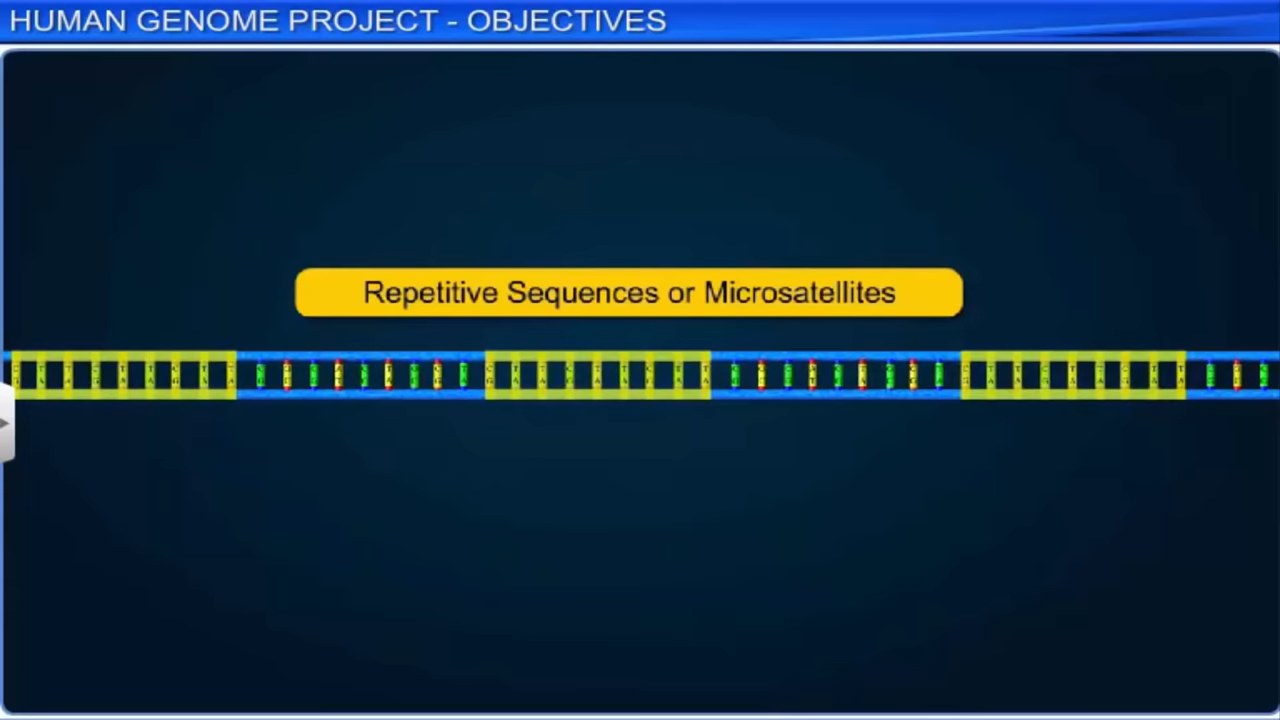 HUMAN GENOME PROJECT - OBJECTIVES
Repetitive Sequences or Microsatellites